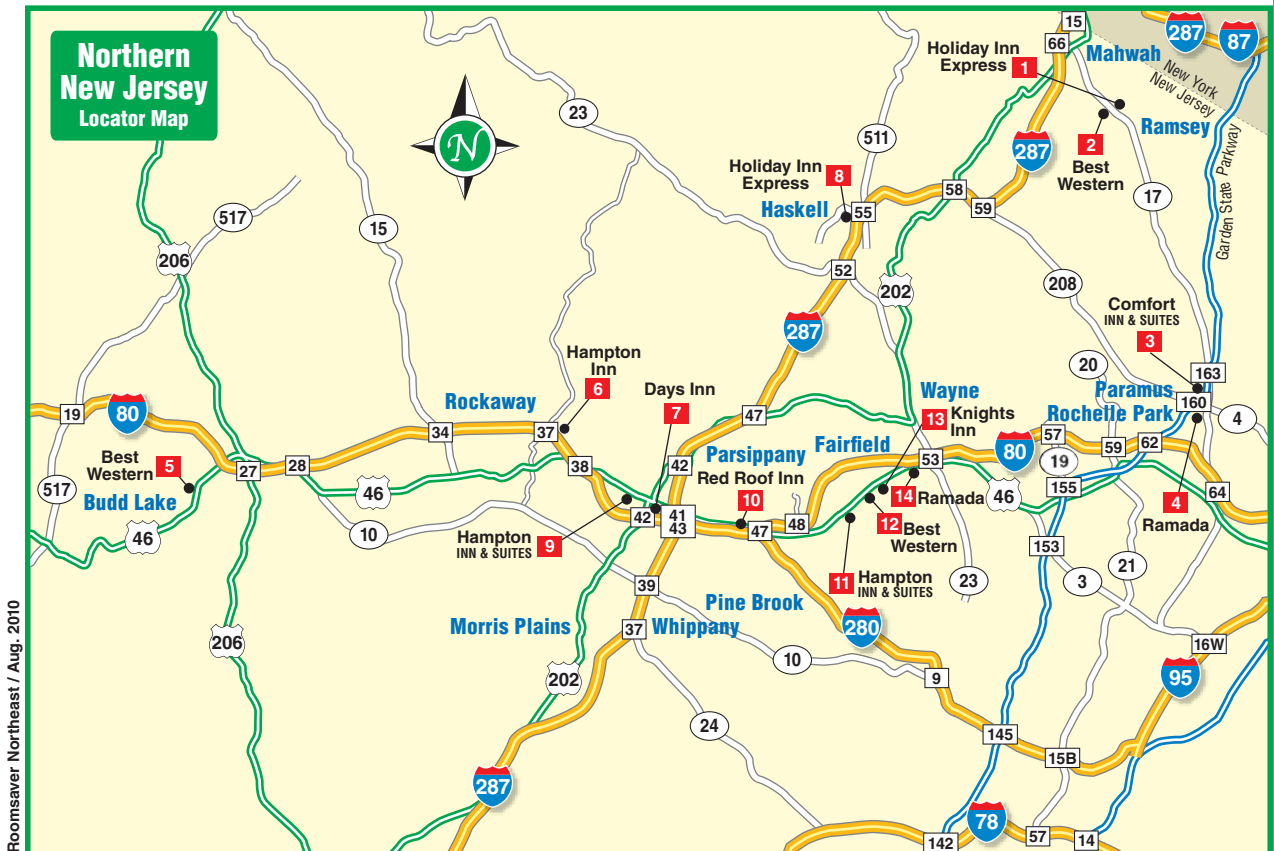 Northern
New Jersey
Locator Map
N
15
66
Mahwah
287
87
New York
New Jersey
Holiday Inn
Express
1
Ramsey
2
Best
Western
Garden State Parkway
23
511
287
Holiday Inn
Express
8
Haskell
55
58
59
17
517
15
206
52
202
208
287
Comfort
INN & SUITES
3
20
163
Paramus
160
Rochelle Park
4
Hampton
Inn
6
Days Inn
7
Rockaway
Wayne
13
Knights
Inn
19
80
34
37
47
Fairfield
57
59
62
19
80
53
Best
Western
5
Budd Lake
27
28
38
42
Parsippany
Red Roof Inn
10
14
Ramada
46
155
64
4
Ramada
517
46
46
10
Hampton
INN & SUITES
9
42
41
43
47
48
12
Best
Western
11
Hampton
INN & SUITES
153
3
21
23
39
Pine Brook
280
206
Morris Plains
37
Whippany
10
16W
202
9
95
24
145
15B
287
78
142
57
14
Roomsaver Northeast / Aug. 2010